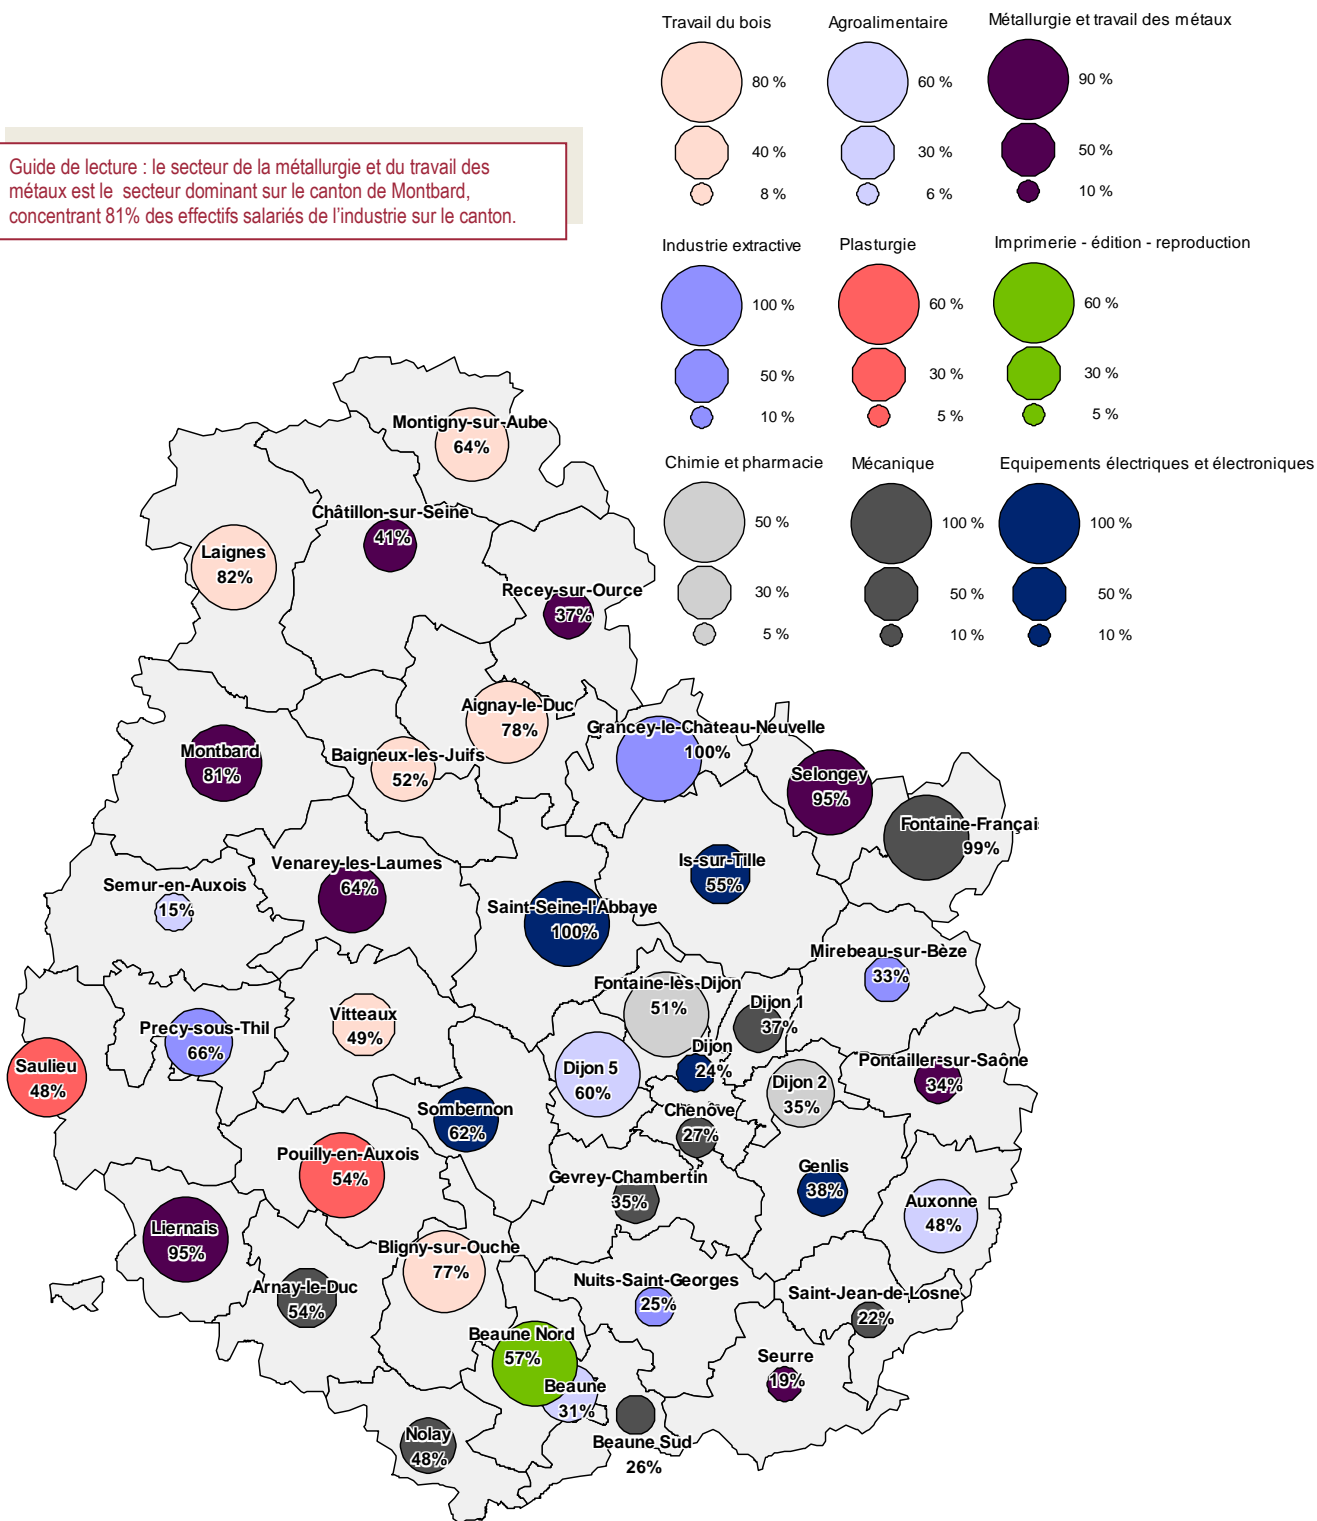 Travail du bois
Agroalimentaire
Métallurgie et travail des métaux
80 %
60 %
90 %
40 %
30 %
50 %
8 %
6 %
10 %
Guide de lecture : le secteur de la métallurgie et du travail des
métaux est le secteur dominant sur le canton de Montbard,
concentrant 81% des effectifs salariés de l'industrie sur le canton.
Industrie extractive
Plasturgie
Imprimerie - édition - reproduction
100 %
60 %
60 %
50 %
30 %
30 %
10 %
5 %
5 %
Chimie et pharmacie
Mécanique
Equipements électriques et électroniques
50 %
100 %
100 %
30 %
50 %
50 %
5 %
10 %
10 %
Montigny-sur-Aube
64%
Châtillon-sur-Seine
41%
Laignes
82%
Recey-sur-Ource
37%
Aignay-le-Duc
78%
Grancey-le-Chateau-Neuvelle
100%
Montbard
81%
Baigneux-les-Juifs
52%
Selongey
95%
Fontaine-Françai
99%
Venarey-les-Laumes
64%
Is-sur-Tille
55%
Semur-en-Auxois
15%
Saint-Seine-l'Abbaye
100%
Mirebeau-sur-Bèze
33%
Fontaine-lès-Dijon
51%
Dijon 1
37%
Vitteaux
49%
Precy-sous-Thil
66%
Saulieu
48%
Dijon
24%
Dijon 5
60%
Dijon 2
35%
Pontailler-sur-Saône
34%
Sombernon
62%
Chenôve
27%
Pouilly-en-Auxois
54%
Gevrey-Chambertin
35%
Genlis
38%
Auxonne
48%
Liernais
95%
Bligny-sur-Ouche
77%
Arnay-le-Duc
54%
Nuits-Saint-Georges
25%
Saint-Jean-de-Losne
22%
Beaune Nord
57%
Seurre
19%
Beaune
31%
Nolay
48%
Beaune Sud
26%